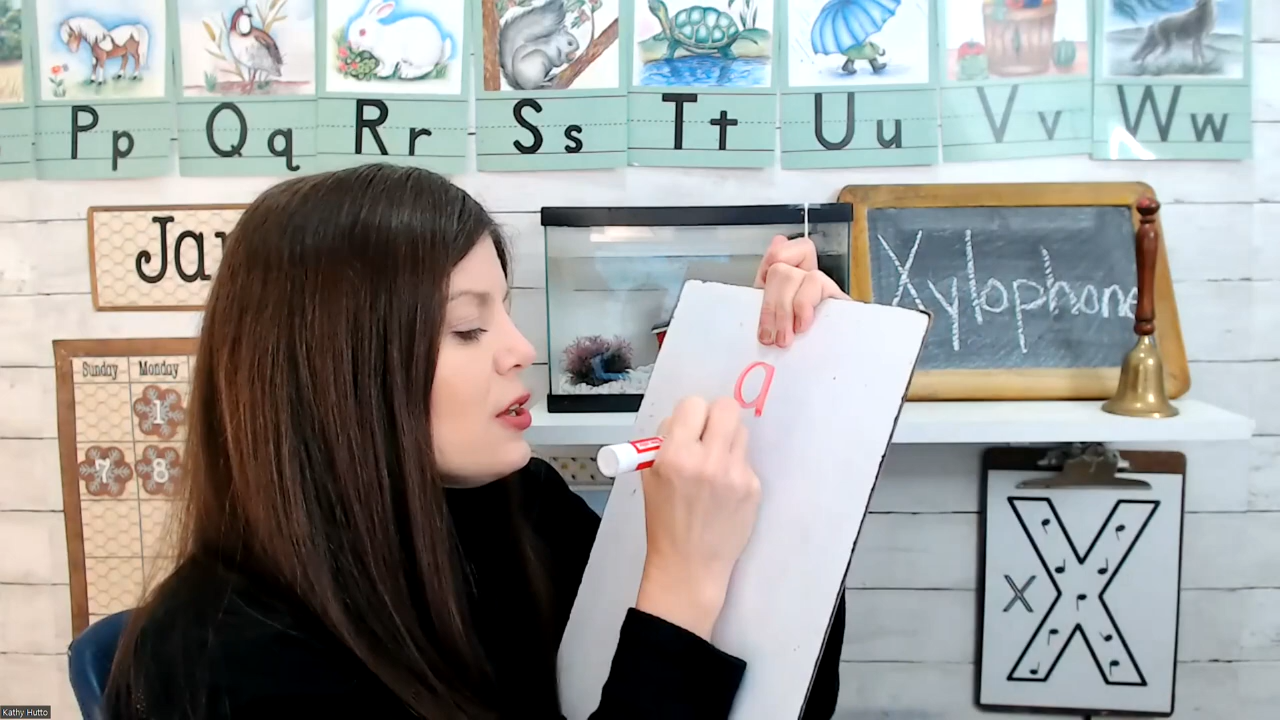 Pp Qq Rr Ss Tt Uu Vv Ww
Ja
Xylophone
Sunday Monday
1
7 8
a
X X
Kathy Hutto